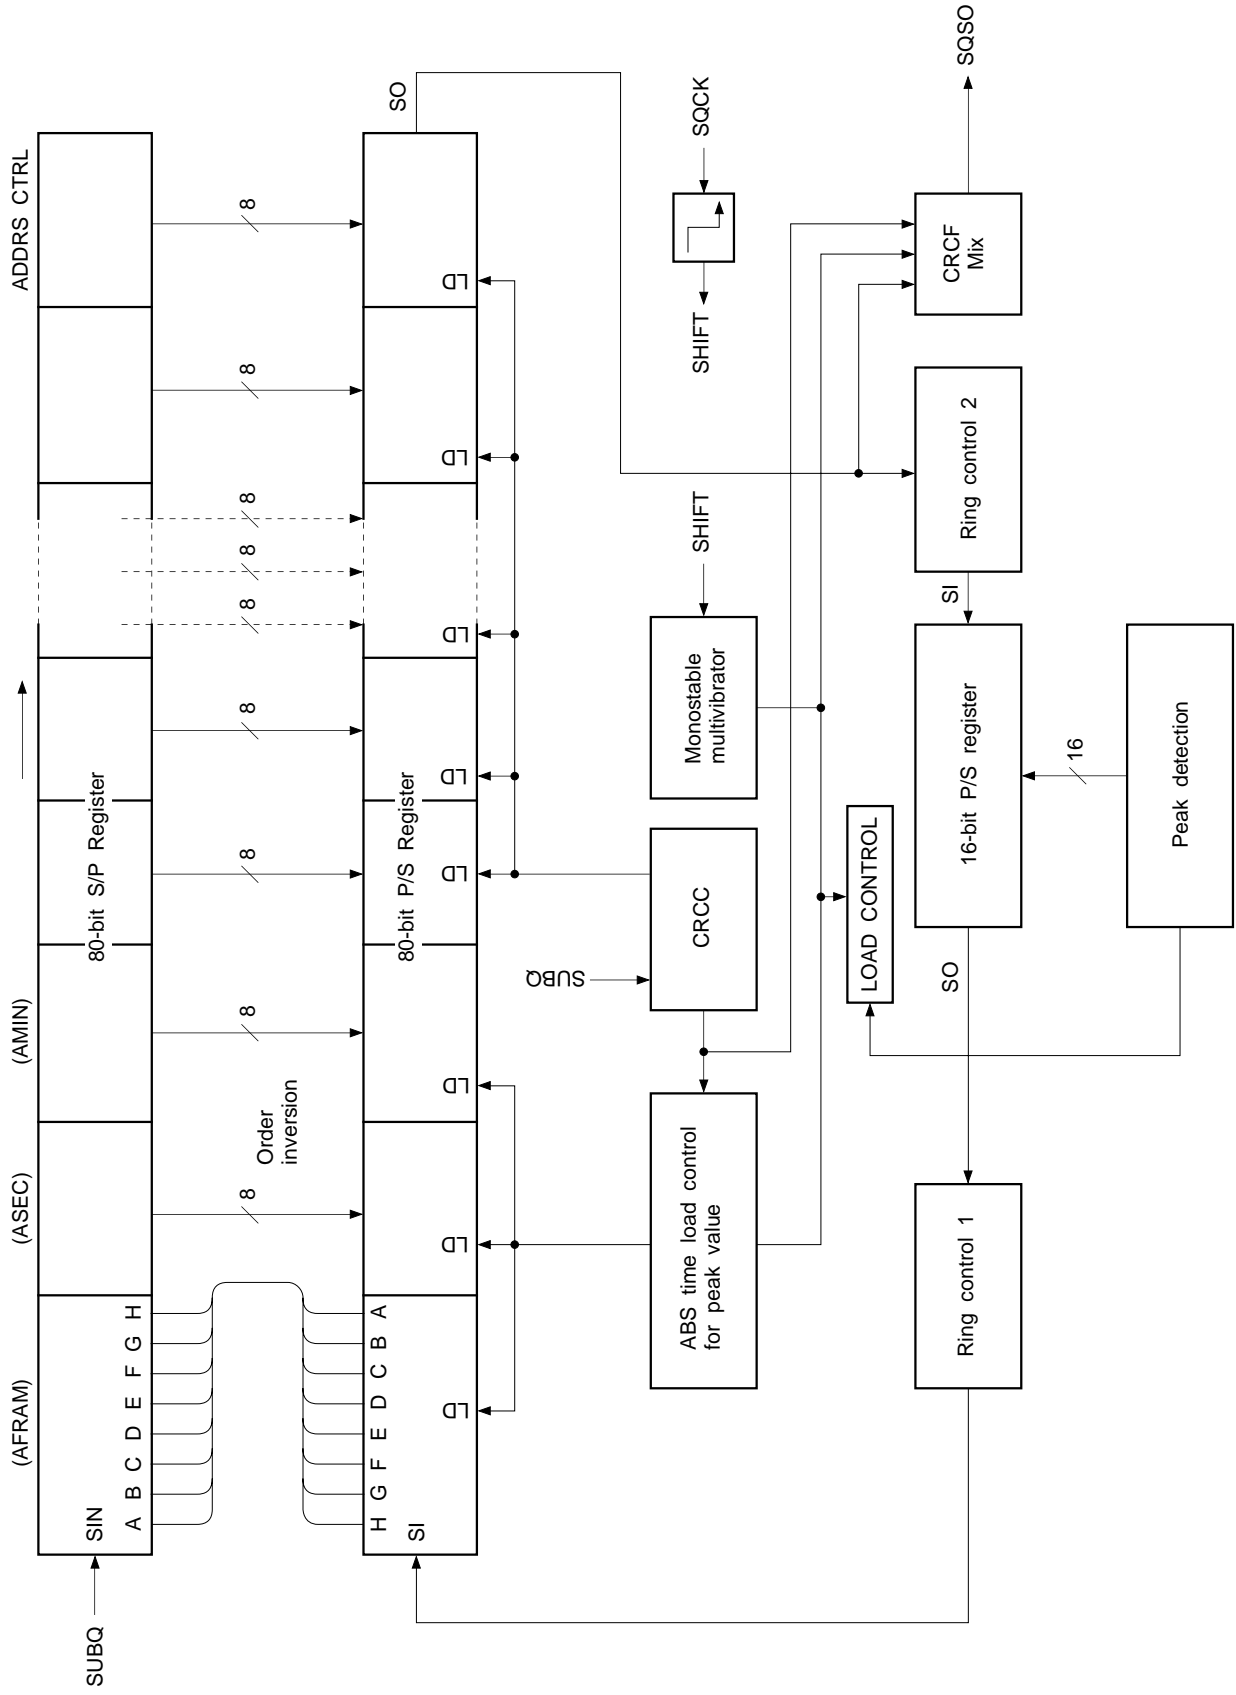 ADDRS CTRL
(AMIN)
(ASEC)
(AFRAM)
SUBQ
SIN
80-bit S/P Register
A B C D E F G H
8
8
8
8
8
8
8
8
8
Order
inversion
H G F E D C B A
SI
80-bit P/S Register
SO
LD
LD
LD
LD
LD
LD
LD
LD
LD
SUBQ
ABS time load control
for peak value
CRCC
Monostable
multivibrator
SHIFT
SHIFT
SQCK
LOAD CONTROL
Ring control 1
SO
16-bit P/S register
SI
Ring control 2
CRCF
Mix
SQSO
16
Peak detection